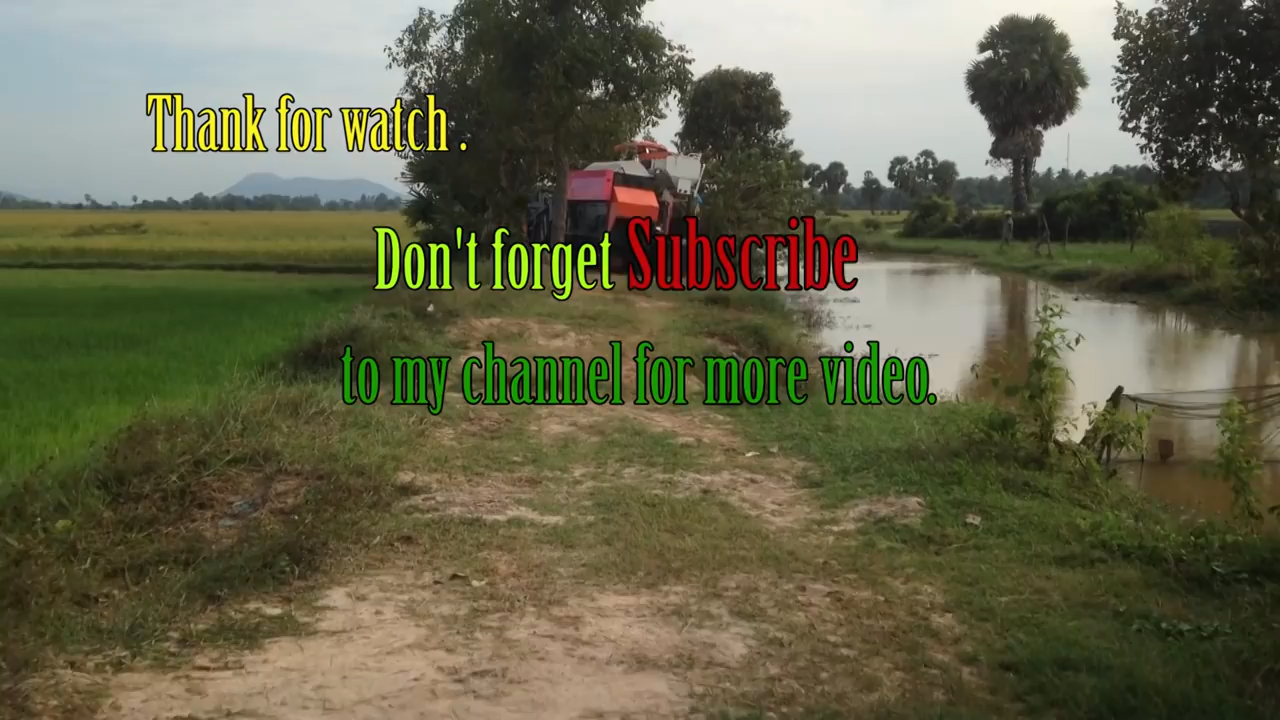 Thank for watch .
Don't forget Subscribe
to my channel for more video.